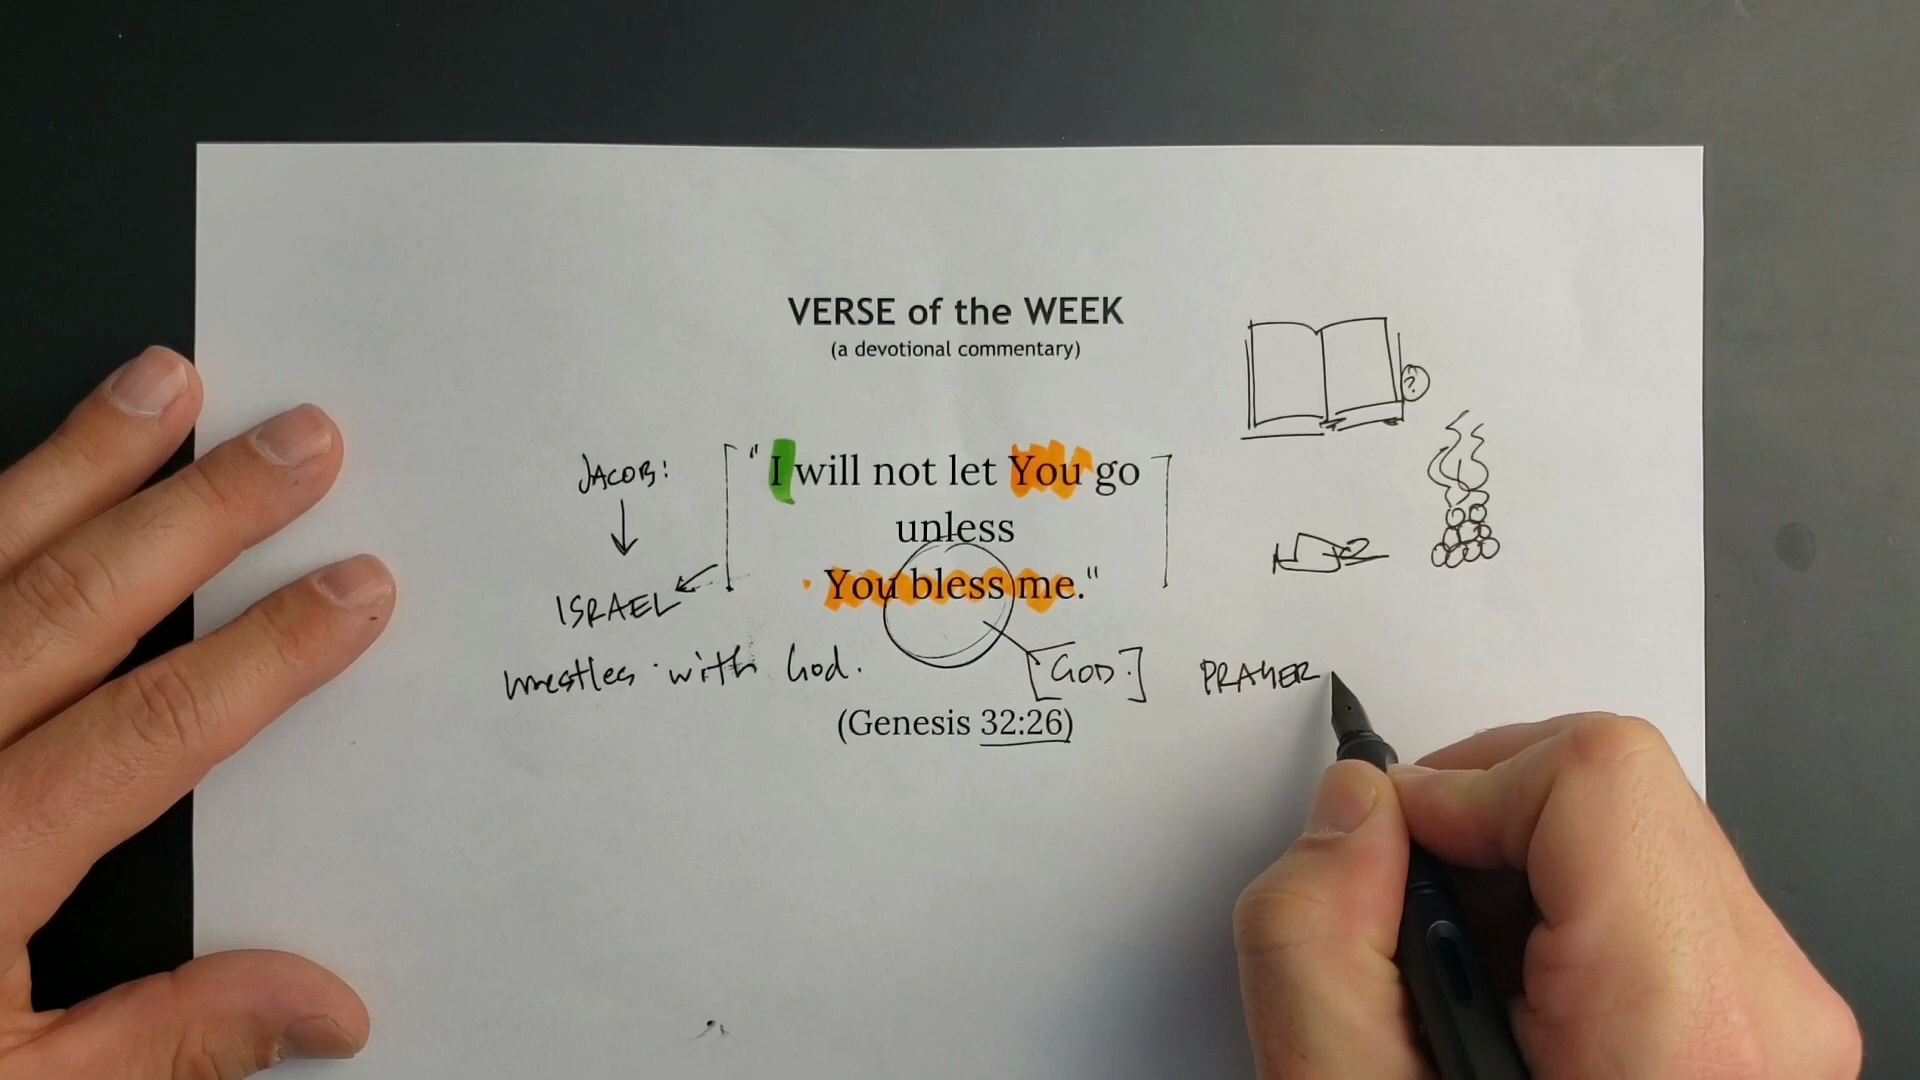 VERSE of the WEEK
(a devotional commentary)
?
JACOB:
"I will not let You go
unless
You bless me."
ISRAEL
wrestles with God.
[GOD.]
PRAYER
(Genesis 32:26)